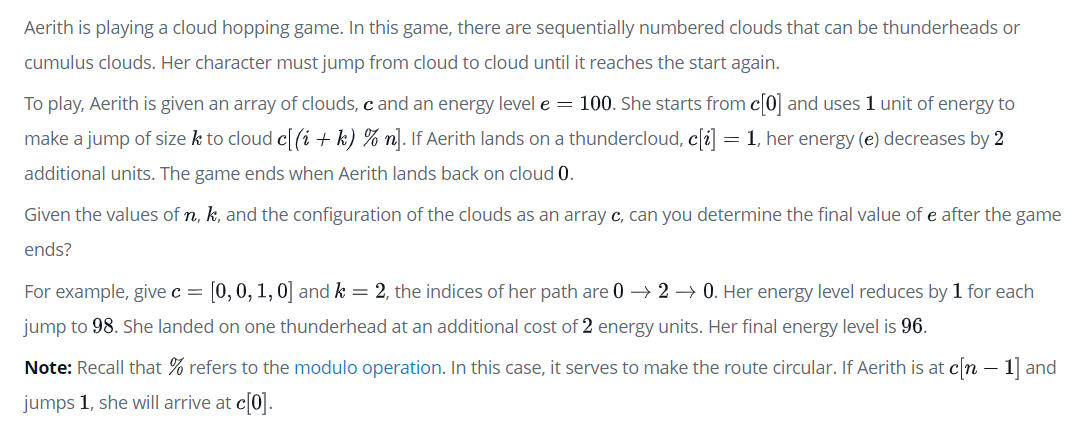 Aerith is playing a cloud hopping game. In this game, there are sequentially numbered clouds that can be thunderheads or
cumulus clouds. Her character must jump from cloud to cloud until it reaches the start again.
To play, Aerith is given an array of clouds, c and an energy level e = 100. She starts from c[0] and uses 1 unit of energy to
make a jump of size k to cloud c[(i + k) % n]. If Aerith lands on a thundercloud, c[i] = 1, her energy (e) decreases by 2
additional units. The game ends when Aerith lands back on cloud 0.
Given the values of n, k, and the configuration of the clouds as an array c, can you determine the final value of e after the game
ends?
For example, give c = [0, 0, 1, 0] and k = 2, the indices of her path are 0 → 2 → 0. Her energy level reduces by 1 for each
jump to 98. She landed on one thunderhead at an additional cost of 2 energy units. Her final energy level is 96.
Note: Recall that % refers to the modulo operation. In this case, it serves to make the route circular. If Aerith is at c[n − 1] and
jumps 1, she will arrive at c[0].